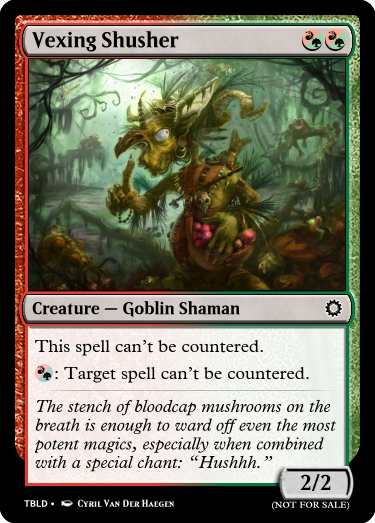 Vexing Shusher
Creature — Goblin Shaman
This spell can't be countered.
: Target spell can't be countered.
The stench of bloodcap mushrooms on the
breath is enough to ward off even the most
potent magics, especially when combined
with a special chant: “Hushhh.”
2/2
TBLD • Cyril Van Der Haegen
(NOT FOR SALE)